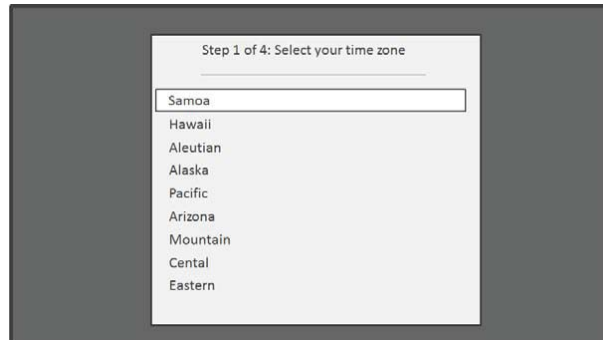 Step 1 of 4: Select your time zone
Samoa
Hawaii
Aleutian
Alaska
Pacific
Arizona
Mountain
Cental
Eastern